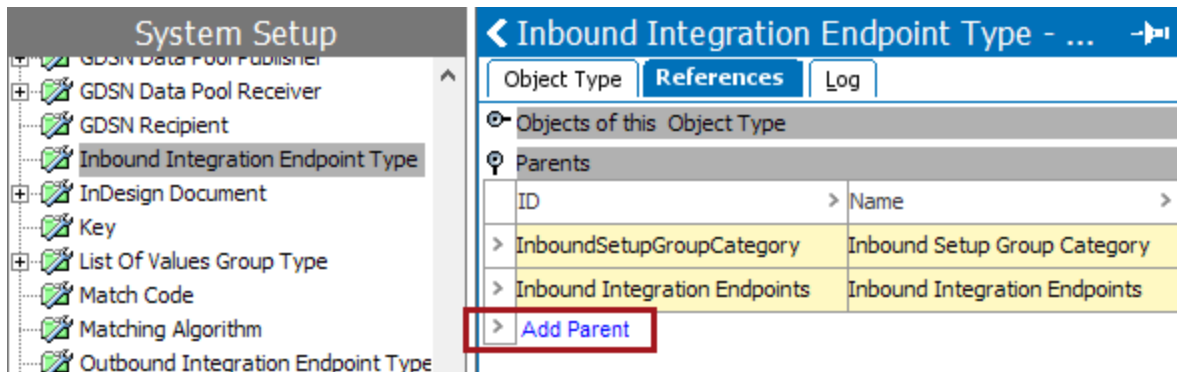 System Setup
GDSN Data Pool Publisher
GDSN Data Pool Receiver
GDSN Recipient
Inbound Integration Endpoint Type
InDesign Document
Key
List Of Values Group Type
Match Code
Matching Algorithm
Outbound Integration Endpoint Type
Inbound Integration Endpoint Type - ...
Object Type References Log
Objects of this Object Type
Parents
ID > Name >
> InboundSetupGroupCategory Inbound Setup Group Category
> Inbound Integration Endpoints Inbound Integration Endpoints
> Add Parent